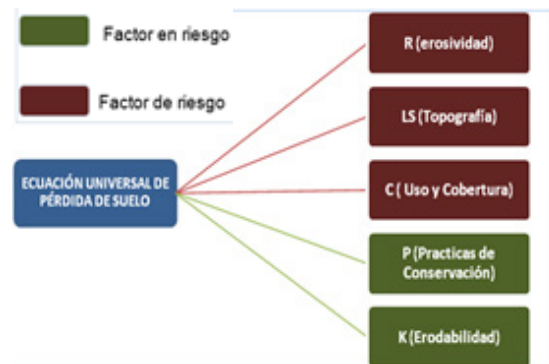 Factor en riesgo
Factor de riesgo
ECUACIÓN UNIVERSAL DE
PÉRDIDA DE SUELO
R (erosividad)
LS (Topografía)
C ( Uso y Cobertura)
P (Practicas de
Conservación)
K (Erodabilidad)